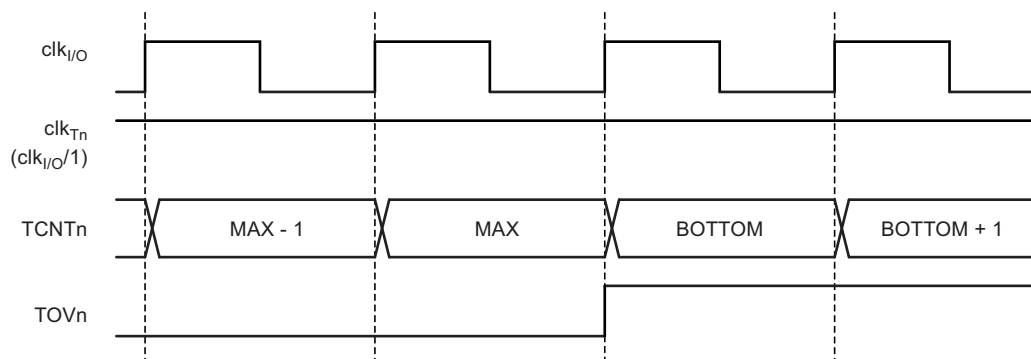 clkI/O
clkTn
(clkI/O/1)
TCNTn MAX - 1 MAX BOTTOM BOTTOM + 1
TOVn